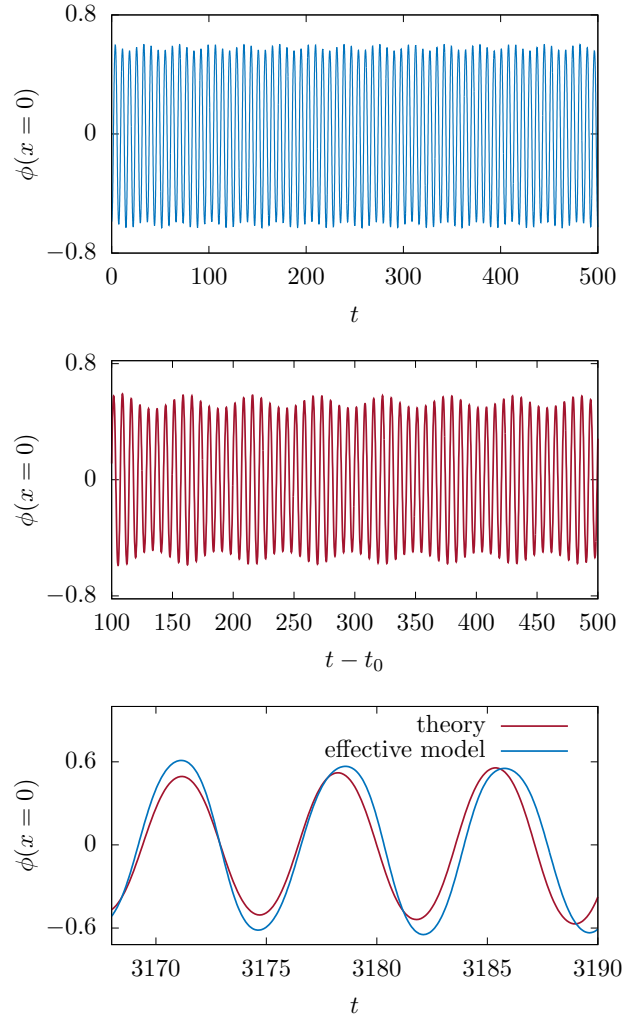 0.8
0
−0.8
ϕ(x = 0)
0 100 200 300 400 500
t
0.8
0
−0.8
ϕ(x = 0)
100 150 200 250 300 350 400 450 500
t − t₀
theory
effective model
0.6
0
−0.6
ϕ(x = 0)
3170 3175 3180 3185 3190
t